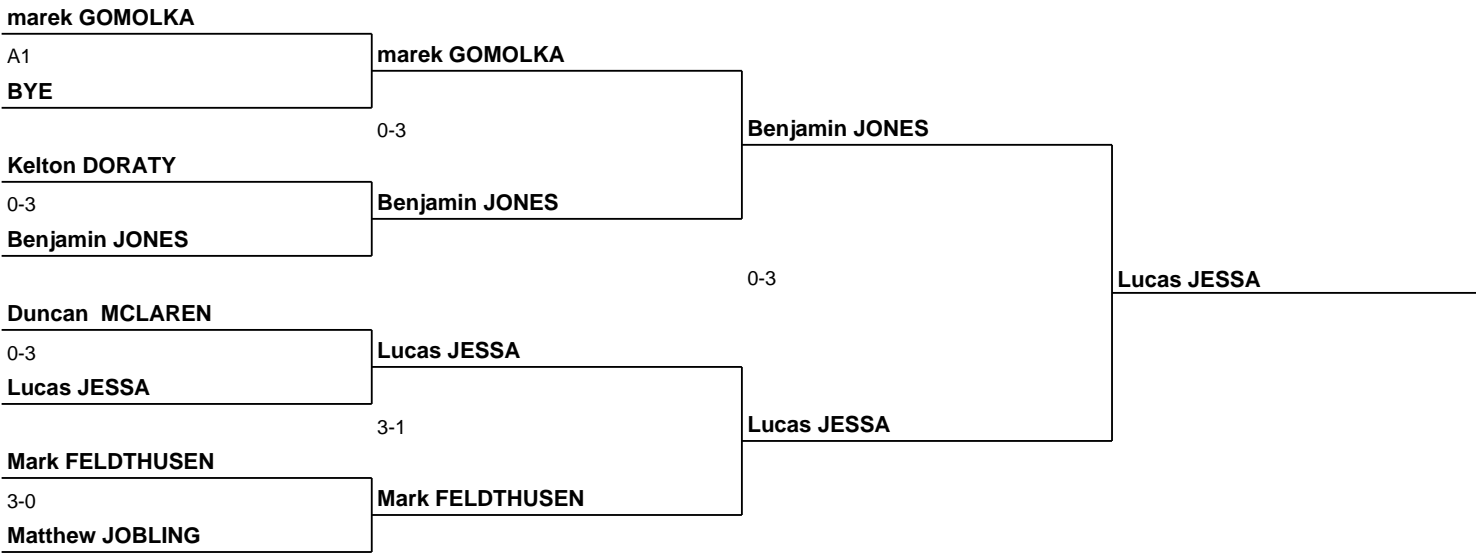 marek GOMOLKA
A1
BYE
marek GOMOLKA
0-3
Benjamin JONES
Kelton DORATY
0-3
Benjamin JONES
Benjamin JONES
0-3
Lucas JESSA
Duncan  MCLAREN
0-3
Lucas JESSA
Lucas JESSA
3-1
Lucas JESSA
Mark FELDTHUSEN
3-0
Matthew JOBLING
Mark FELDTHUSEN